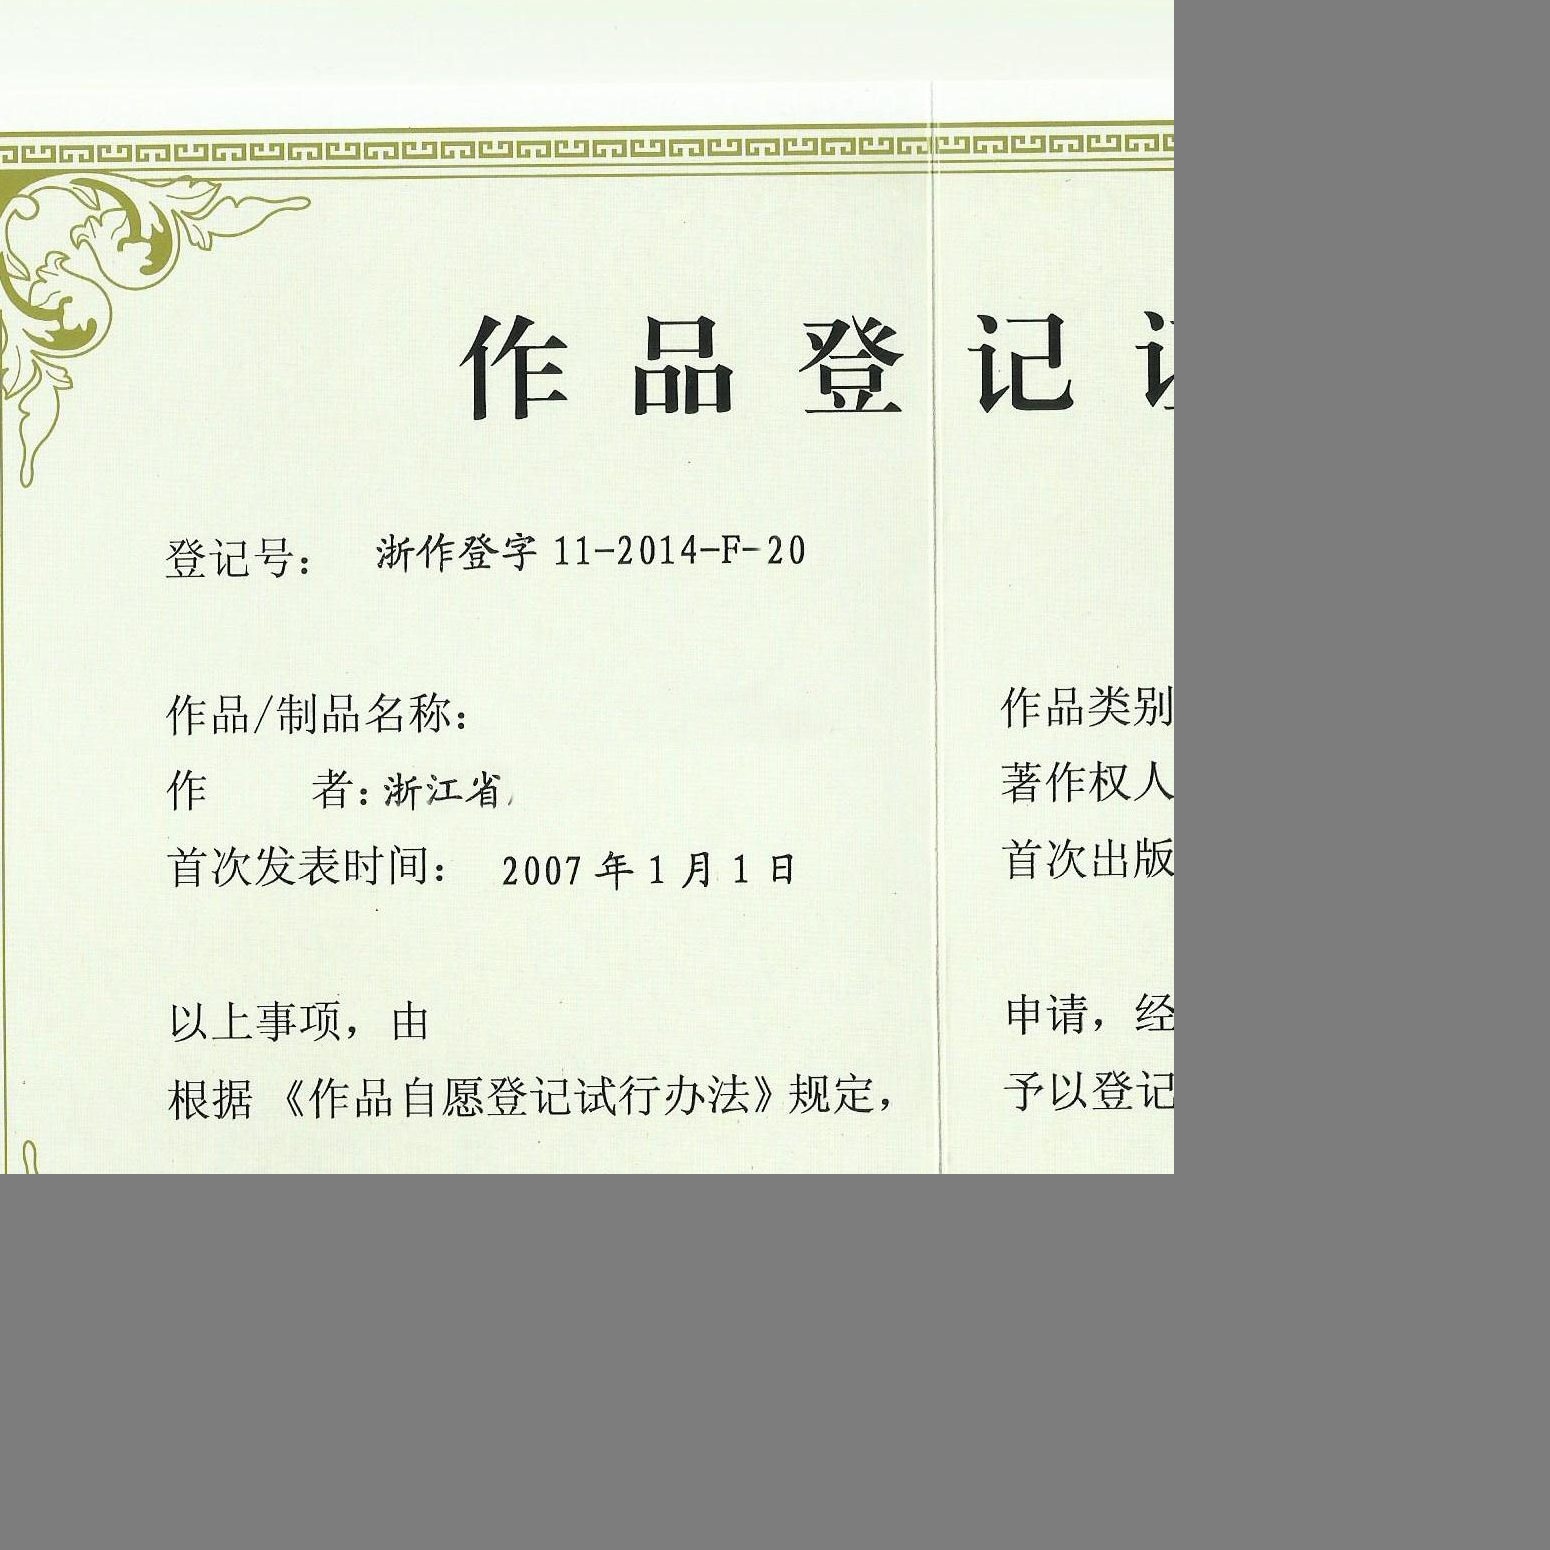 作品登记
登记号： 浙作登字 11-2014-F-20
作品/制品名称： 作品类别
作 者：浙江省 著作权人
首次发表时间： 2007 年 1 月 1 日 首次出版
以上事项，由 申请，经
根据《作品自愿登记试行办法》规定， 予以登记